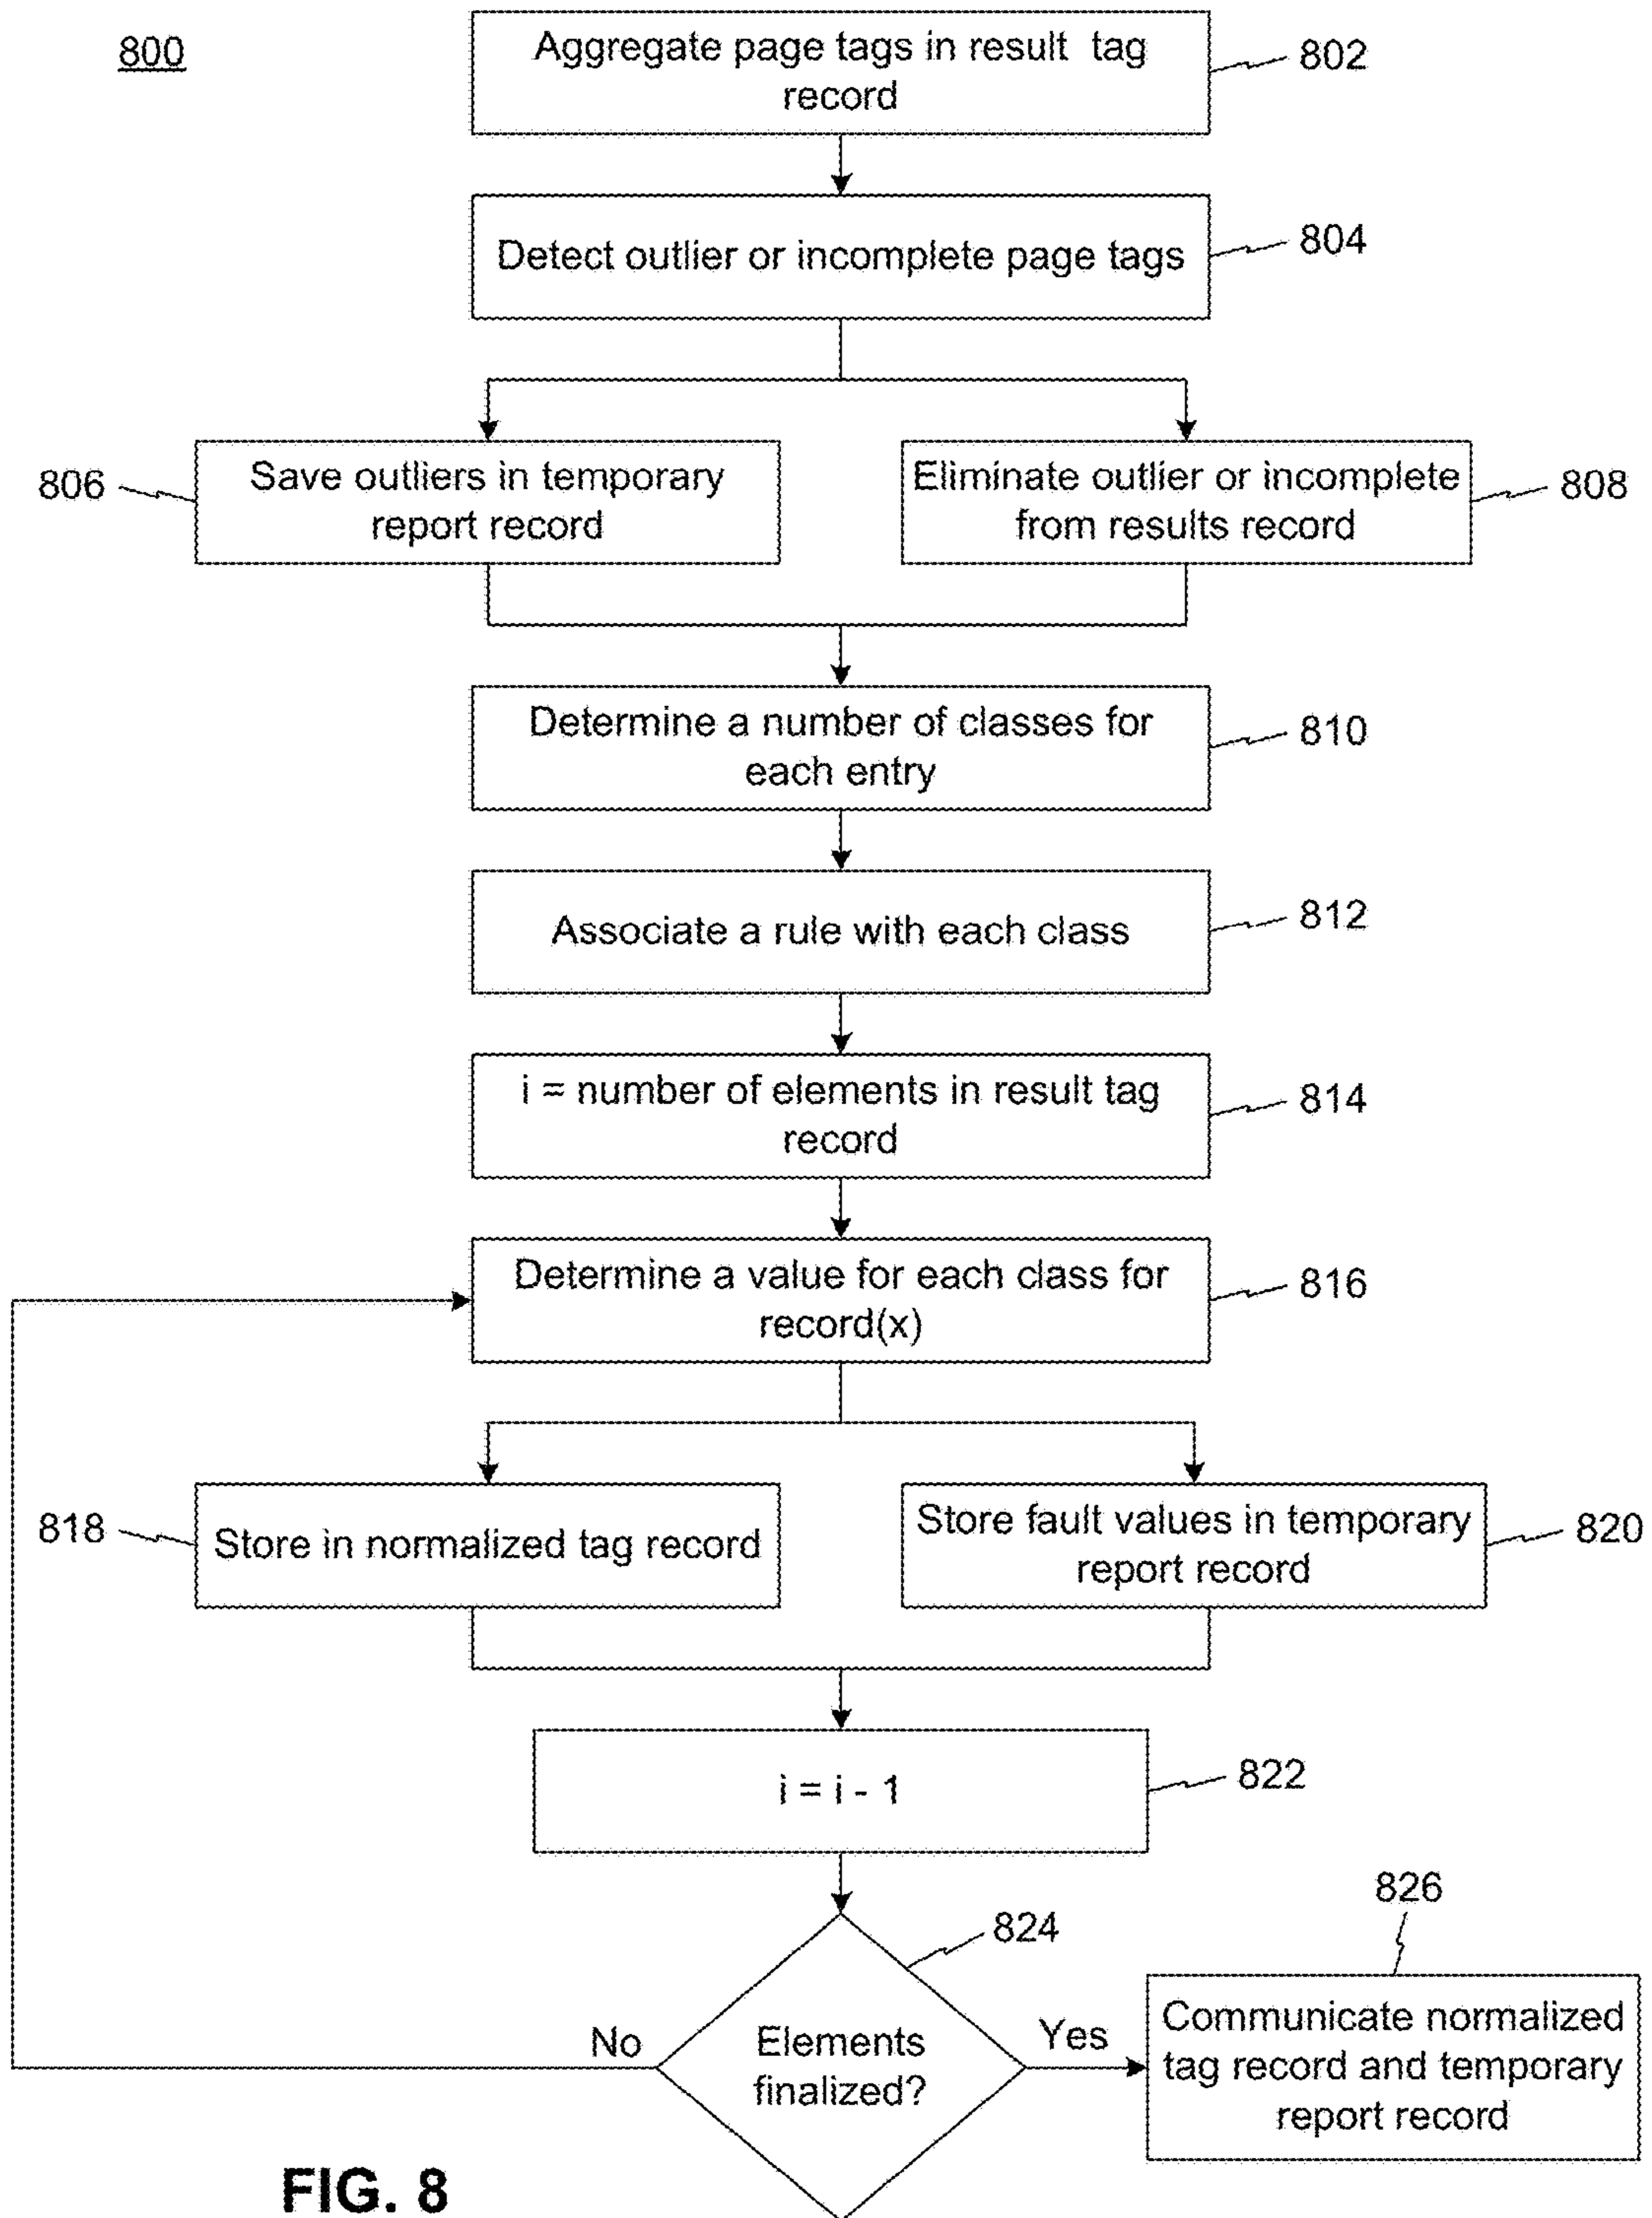 800
Aggregate page tags in result tag
record
802
Detect outlier or incomplete page tags
804
806
Save outliers in temporary
report record
Eliminate outlier or incomplete
from results record
808
Determine a number of classes for
each entry
810
Associate a rule with each class
812
i = number of elements in result tag
record
814
Determine a value for each class for
record(x)
816
818
Store in normalized tag record
Store fault values in temporary
report record
820
i = i - 1
822
824
826
No
Elements
finalized?
Yes
Communicate normalized
tag record and temporary
report record
FIG. 8